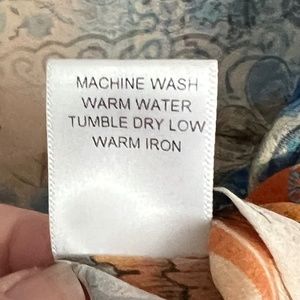 MACHINE WASH
WARM WATER
TUMBLE DRY LOW
WARM IRON